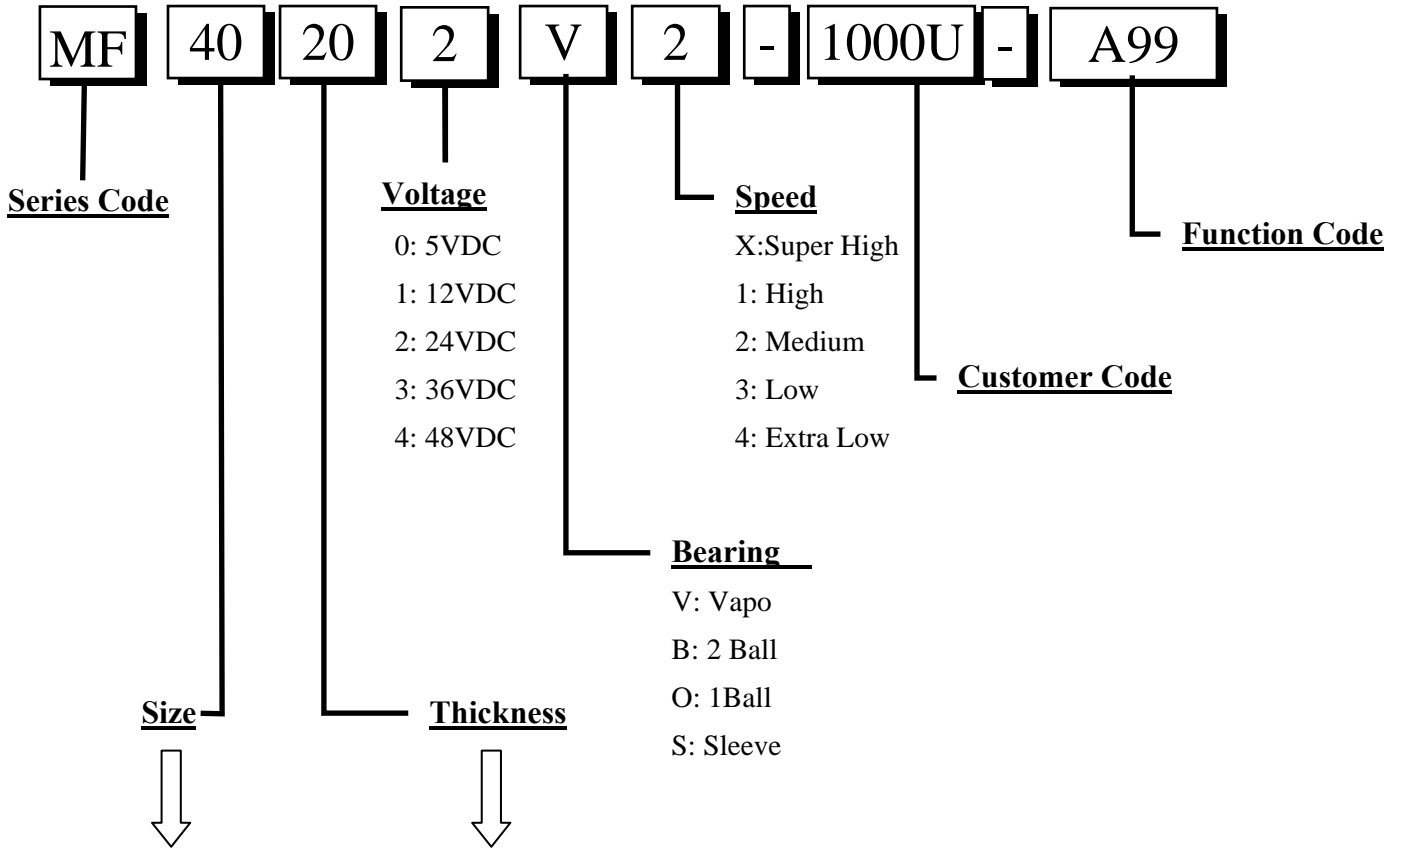 MF 40 20 2 V 2 - 1000U - A99
Series Code
Voltage
0: 5VDC
1: 12VDC
2: 24VDC
3: 36VDC
4: 48VDC
Speed
X:Super High
1: High
2: Medium
3: Low
4: Extra Low
Function Code
Customer Code
Bearing
V: Vapo
B: 2 Ball
O: 1Ball
S: Sleeve
Size
Thickness